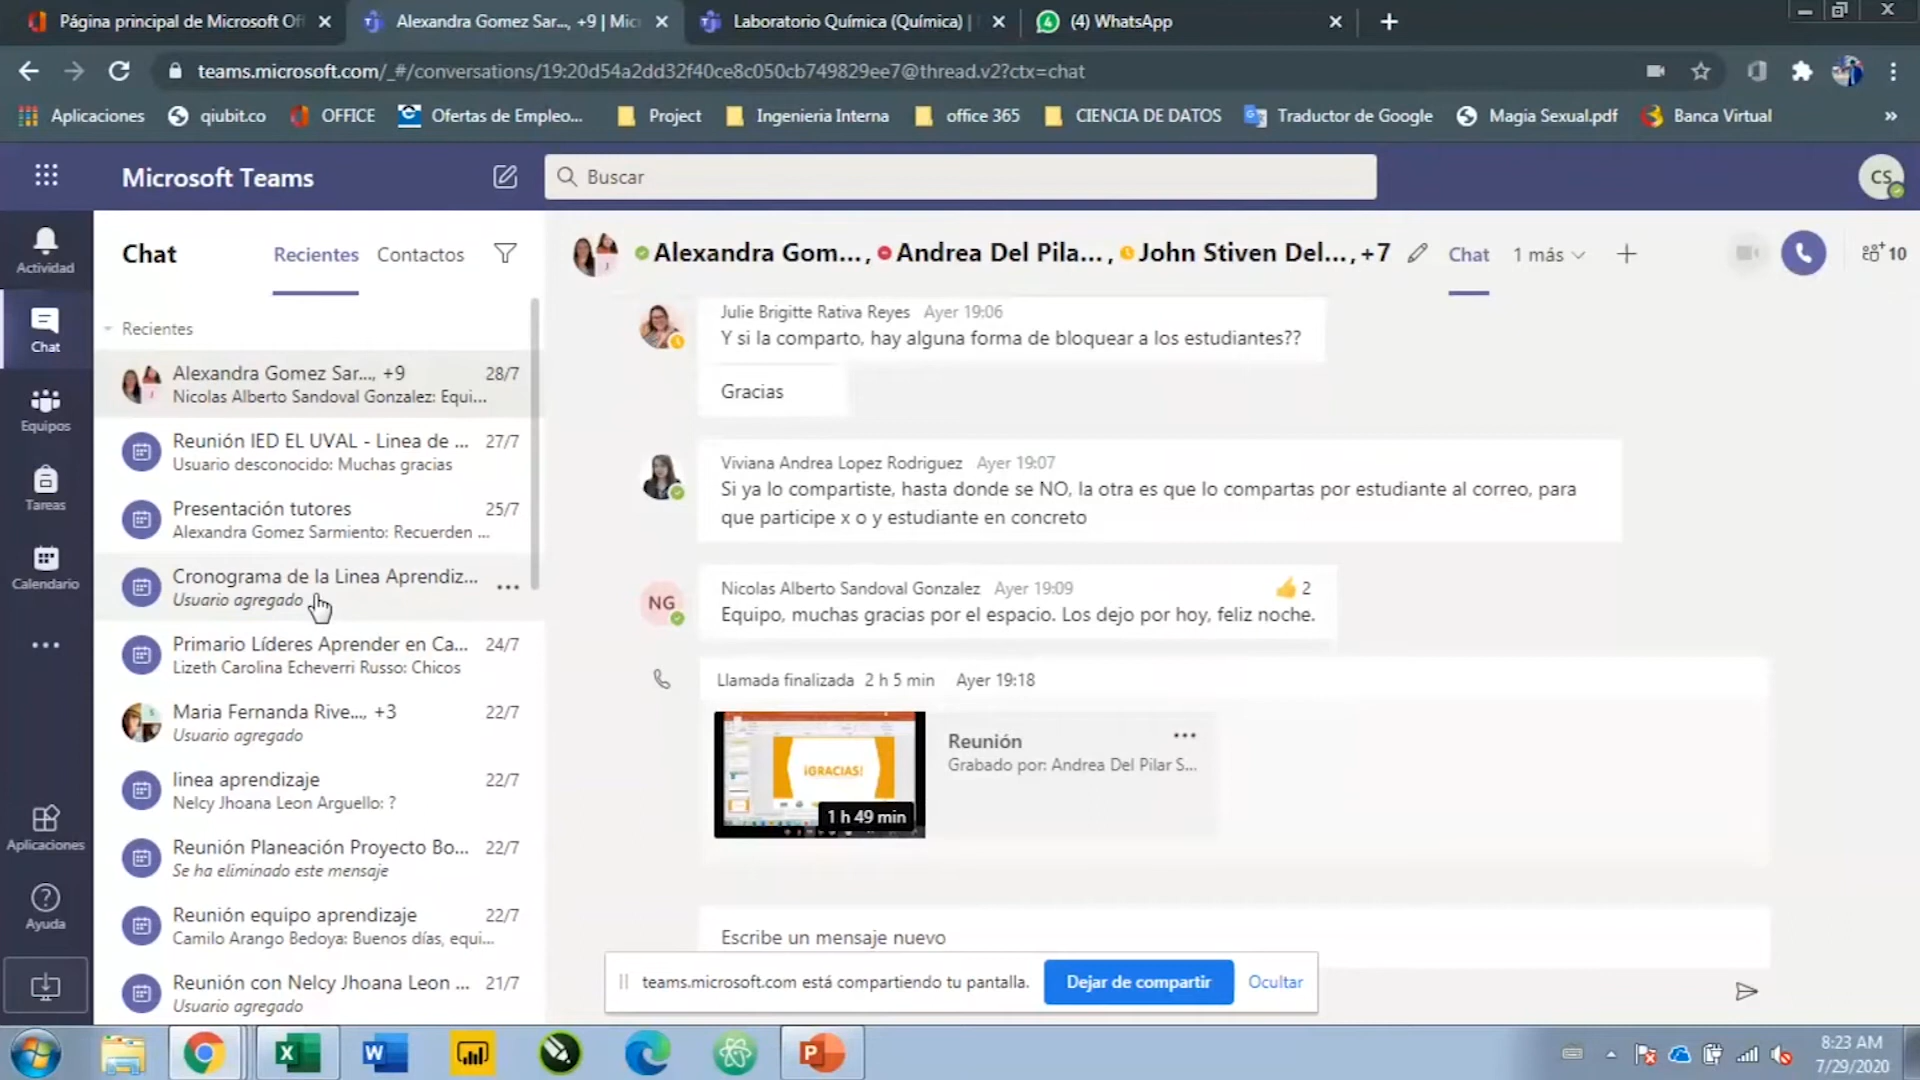 Página principal de Microsoft Of
Alexandra Gomez Sar..., +9 | Mic
Laboratorio Química (Química) |
(4) WhatsApp
teams.microsoft.com/_#/conversations/19:20d54a2dd32f40ce8c050cb749829ee7@thread.v2?ctx=chat
Aplicaciones
qiubit.co
OFFICE
Ofertas de Empleo...
Project
Ingenieria Interna
office 365
CIENCIA DE DATOS
Traductor de Google
Magia Sexual.pdf
Banca Virtual
»
Microsoft Teams
Buscar
CS
Actividad
Chat
Equipos
Tareas
Calendario
Aplicaciones
Ayuda
Chat
Recientes
Contactos
Recientes
Alexandra Gomez Sar..., +9 28/7
Nicolas Alberto Sandoval Gonzalez: Equi...
Reunión IED EL UVAL - Linea de ... 27/7
Usuario desconocido: Muchas gracias
Presentación tutores 25/7
Alexandra Gomez Sarmiento: Recuerden ...
Cronograma de la Linea Aprendiz...
Usuario agregado
Primario Líderes Aprender en Ca... 24/7
Lizeth Carolina Echeverri Russo: Chicos
Maria Fernanda Rive..., +3 22/7
Usuario agregado
linea aprendizaje 22/7
Nelcy Jhoana Leon Arguello: ?
Reunión Planeación Proyecto Bo... 22/7
Se ha eliminado este mensaje
Reunión equipo aprendizaje 22/7
Camilo Arango Bedoya: Buenos días, equi...
Reunión con Nelcy Jhoana Leon ... 21/7
Usuario agregado
Alexandra Gom..., Andrea Del Pila..., John Stiven Del..., +7
Chat
1 más
10
Julie Brigitte Rativa Reyes Ayer 19:06
Y si la comparto, hay alguna forma de bloquear a los estudiantes??
Gracias
Viviana Andrea Lopez Rodriguez Ayer 19:07
Si ya lo compartiste, hasta donde se NO, la otra es que lo compartas por estudiante al correo, para
que participe x o y estudiante en concreto
NG
Nicolas Alberto Sandoval Gonzalez Ayer 19:09 2
Equipo, muchas gracias por el espacio. Los dejo por hoy, feliz noche.
Llamada finalizada 2 h 5 min Ayer 19:18
¡GRACIAS!
1 h 49 min
Reunión
Grabado por: Andrea Del Pilar S...
Escribe un mensaje nuevo
teams.microsoft.com está compartiendo tu pantalla.
Dejar de compartir
Ocultar
8:23 AM
7/29/2020